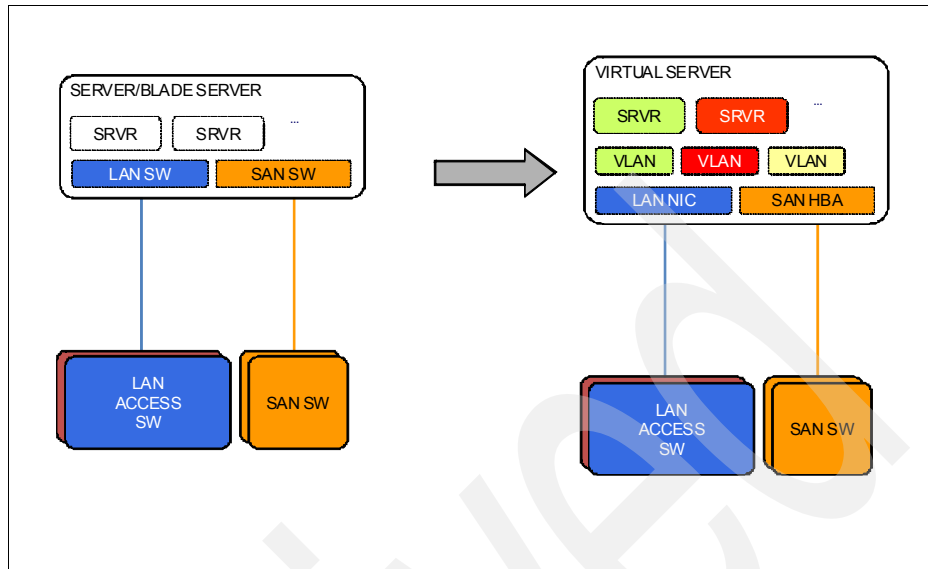 SERVER/BLADE SERVER
SRVR
SRVR
...
LAN SW
SAN SW
LAN
ACCESS
SW
SAN SW
VIRTUAL SERVER
SRVR
SRVR
...
VLAN
VLAN
VLAN
LAN NIC
SAN HBA
LAN
ACCESS
SW
SAN SW